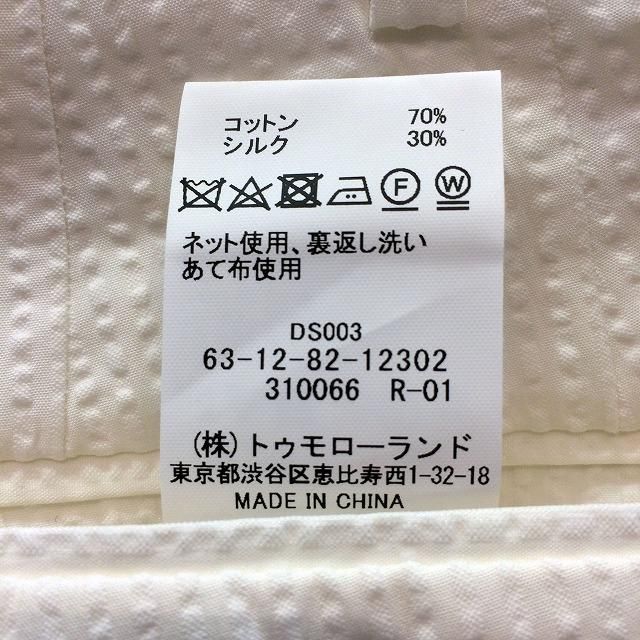 コットン 70%
シルク 30%
F W
ネット使用、裏返し洗い
あて布使用
DS003
63-12-82-12302
310066 R-01
(株)トゥモローランド
東京都渋谷区恵比寿西1-32-18
MADE IN CHINA